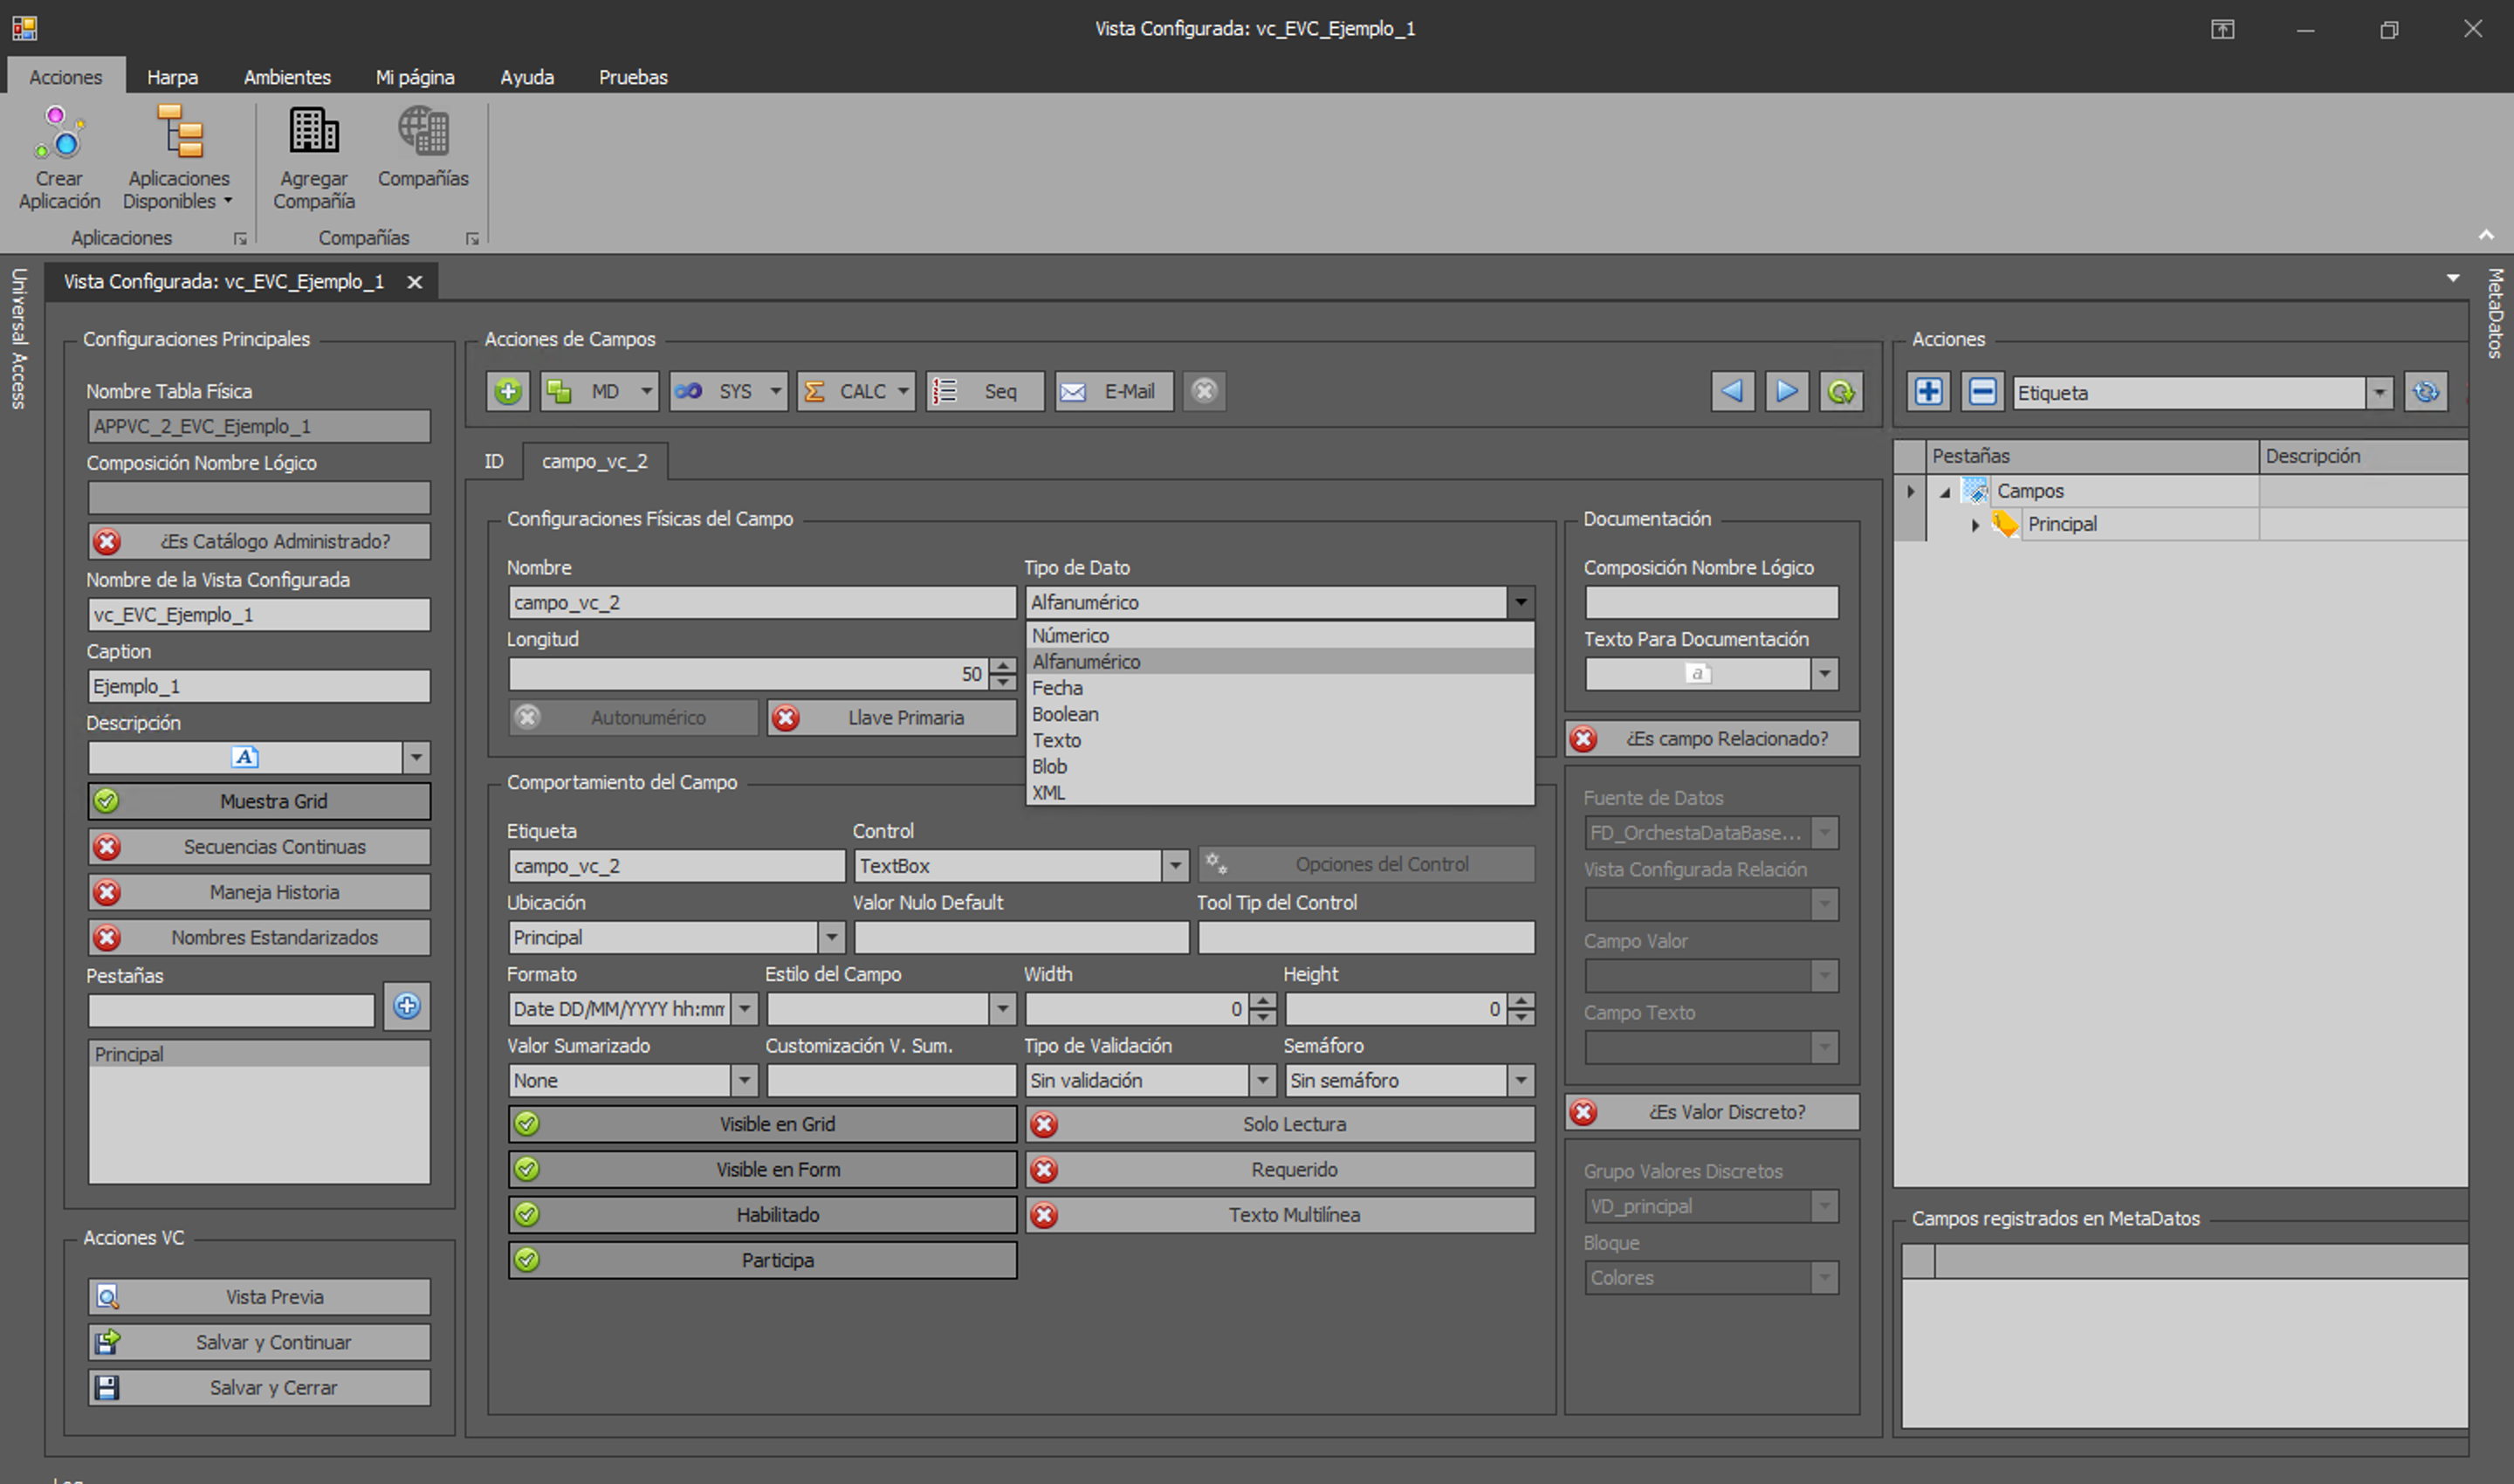 Vista Configurada: vc_EVC_Ejemplo_1
Acciones Harpa Ambientes Mi página Ayuda Pruebas
Crear Aplicación
Aplicaciones Disponibles
Agregar Compañía
Compañías
Aplicaciones
Compañías
Universal Access
Vista Configurada: vc_EVC_Ejemplo_1
MetaDatos
Configuraciones Principales
Nombre Tabla Física
APPVC_2_EVC_Ejemplo_1
Composición Nombre Lógico
¿Es Catálogo Administrado?
Nombre de la Vista Configurada
vc_EVC_Ejemplo_1
Caption
Ejemplo_1
Descripción
A
Muestra Grid
Secuencias Continuas
Maneja Historia
Nombres Estandarizados
Pestañas
Principal
Acciones VC
Vista Previa
Salvar y Continuar
Salvar y Cerrar
Acciones de Campos
MD SYS CALC Seq E-Mail
ID campo_vc_2
Configuraciones Físicas del Campo
Nombre Tipo de Dato
campo_vc_2 Alfanumérico
Longitud
50
Autonumérico Llave Primaria
Númerico
Alfanumérico
Fecha
Boolean
Texto
Blob
XML
Comportamiento del Campo
Etiqueta Control
campo_vc_2 TextBox Opciones del Control
Ubicación Valor Nulo Default Tool Tip del Control
Principal
Formato Estilo del Campo Width Height
Date DD/MM/YYYY hh:mm 0 0
Valor Sumarizado Customización V. Sum. Tipo de Validación Semáforo
None Sin validación Sin semáforo
Visible en Grid Solo Lectura
Visible en Form Requerido
Habilitado Texto Multilínea
Participa
Documentación
Composición Nombre Lógico
Texto Para Documentación
a
¿Es campo Relacionado?
Fuente de Datos
FD_OrchestaDataBase...
Vista Configurada Relación
Campo Valor
Campo Texto
¿Es Valor Discreto?
Grupo Valores Discretos
VD_principal
Bloque
Colores
Acciones
Etiqueta
Pestañas Descripción
Campos
Principal
Campos registrados en MetaDatos